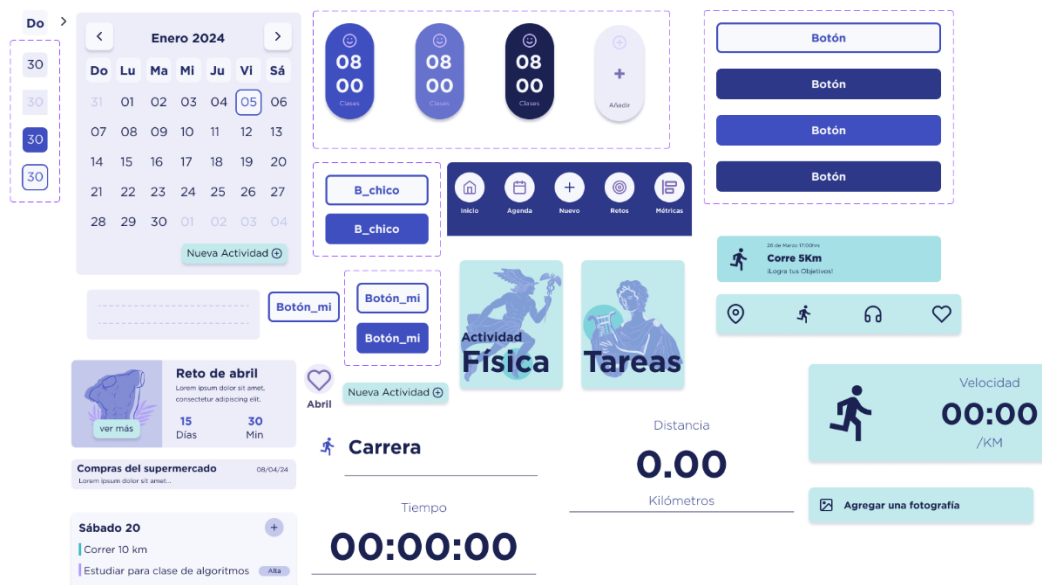 Do
30
30
30
30
Enero 2024
Do Lu Ma Mi Ju Vi Sá
31 01 02 03 04 05 06
07 08 09 10 11 12 13
14 15 16 17 18 19 20
21 22 23 24 25 26 27
28 29 30 01 02 03 04
Nueva Actividad
08 08 08
00 00 00
Clases Clases Clases Añadir
Botón
Botón
Botón
Botón
B_chico
B_chico
Inicio Agenda Nuevo Retos Métricas
26 de Marzo 17:00hrs
Corre 5Km
¡Logra tus Objetivos!
Botón_mi
Botón_mi
Botón_mi
Actividad
Física
Tareas
Reto de abril
Lorem ipsum dolor sit amet,
consectetur adipiscing elit.
15 30
Días Min
ver más
Abril
Nueva Actividad
Compras del supermercado 08/04/24
Lorem ipsum dolor sit amet...
Carrera
Distancia
0.00
Kilómetros
Velocidad
00:00
/KM
Agregar una fotografía
Tiempo
00:00:00
Sábado 20
Correr 10 km
Estudiar para clase de algoritmos Alta